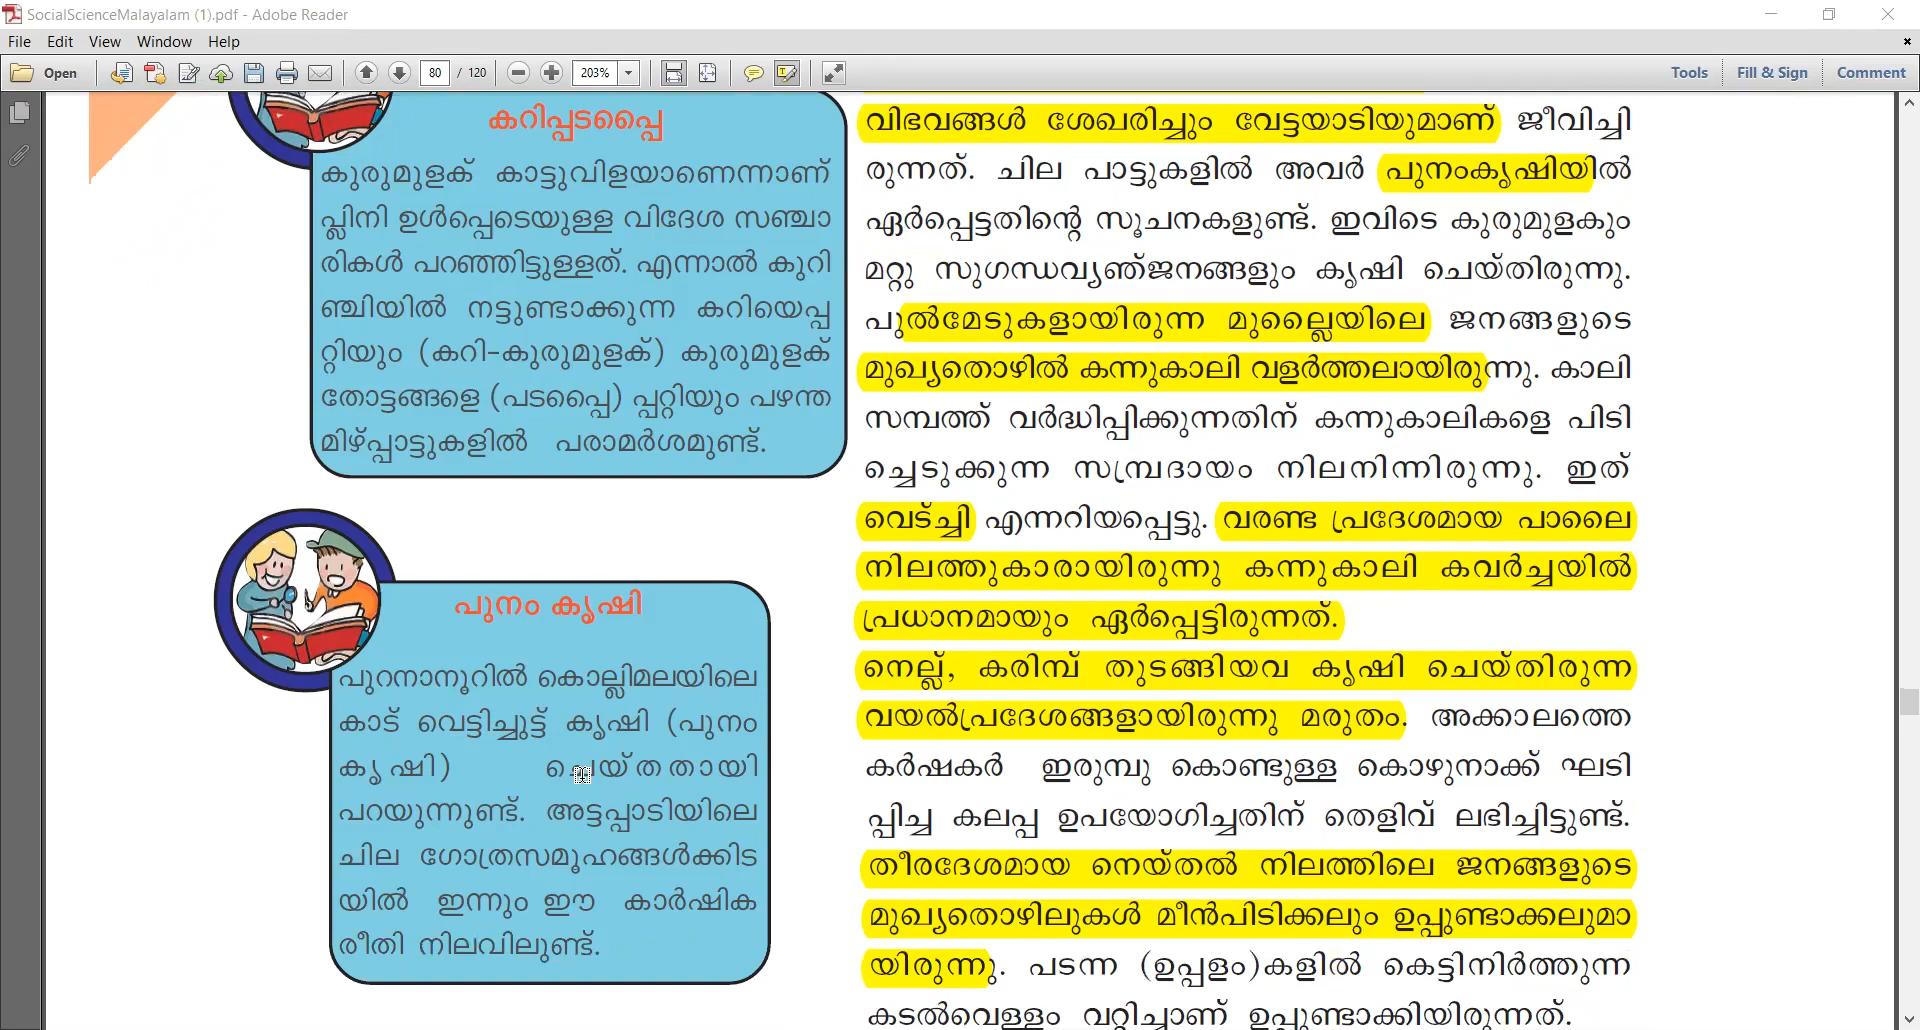 SocialScienceMalayalam (1).pdf - Adobe Reader
File Edit View Window Help
Open 80 / 120 203% Tools Fill & Sign Comment
കറിപ്പടപ്പൈ
കുരുമുളക് കാട്ടുവിളയാണെന്നാണ്
പ്ലിനി ഉൾപ്പെടെയുള്ള വിദേശ സഞ്ചാ
രികൾ പറഞ്ഞിട്ടുള്ളത്. എന്നാൽ കുറി
ഞ്ചിയിൽ നട്ടുണ്ടാക്കുന്ന കറിയെപ്പ
റ്റിയും (കറി-കുരുമുളക്) കുരുമുളക്
തോട്ടങ്ങളെ (പടപ്പൈ) പ്പറ്റിയും പഴന്ത
മിഴ്പ്പാട്ടുകളിൽ പരാമർശമുണ്ട്.
പുനം കൃഷി
പുറനാനൂറിൽ കൊല്ലിമലയിലെ
കാട് വെട്ടിച്ചുട്ട് കൃഷി (പുനം
കൃഷി) ചെയ്തതായി
പറയുന്നുണ്ട്. അട്ടപ്പാടിയിലെ
ചില ഗോത്രസമൂഹങ്ങൾക്കിട
യിൽ ഇന്നും ഈ കാർഷിക
രീതി നിലവിലുണ്ട്.
വിഭവങ്ങൾ ശേഖരിച്ചും വേട്ടയാടിയുമാണ് ജീവിച്ചി
രുന്നത്. ചില പാട്ടുകളിൽ അവർ പുനംകൃഷിയിൽ
ഏർപ്പെട്ടതിന്റെ സൂചനകളുണ്ട്. ഇവിടെ കുരുമുളകും
മറ്റു സുഗന്ധവ്യഞ്ജനങ്ങളും കൃഷി ചെയ്തിരുന്നു.
പുൽമേടുകളായിരുന്ന മുല്ലൈയിലെ ജനങ്ങളുടെ
മുഖ്യതൊഴിൽ കന്നുകാലി വളർത്തലായിരുന്നു. കാലി
സമ്പത്ത് വർദ്ധിപ്പിക്കുന്നതിന് കന്നുകാലികളെ പിടി
ച്ചെടുക്കുന്ന സമ്പ്രദായം നിലനിന്നിരുന്നു. ഇത്
വെട്ച്ചി എന്നറിയപ്പെട്ടു. വരണ്ട പ്രദേശമായ പാലൈ
നിലത്തുകാരായിരുന്നു കന്നുകാലി കവർച്ചയിൽ
പ്രധാനമായും ഏർപ്പെട്ടിരുന്നത്.
നെല്ല്, കരിമ്പ് തുടങ്ങിയവ കൃഷി ചെയ്തിരുന്ന
വയൽപ്രദേശങ്ങളായിരുന്നു മരുതം. അക്കാലത്തെ
കർഷകർ ഇരുമ്പു കൊണ്ടുള്ള കൊഴുനാക്ക് ഘടി
പ്പിച്ച കലപ്പ ഉപയോഗിച്ചതിന് തെളിവ് ലഭിച്ചിട്ടുണ്ട്.
തീരദേശമായ നെയ്തൽ നിലത്തിലെ ജനങ്ങളുടെ
മുഖ്യതൊഴിലുകൾ മീൻപിടിക്കലും ഉപ്പുണ്ടാക്കലുമാ
യിരുന്നു. പടന്ന (ഉപ്പളം)കളിൽ കെട്ടിനിർത്തുന്ന
കടൽവെള്ളം വറ്റിച്ചാണ് ഉപ്പുണ്ടാക്കിയിരുന്നത്.